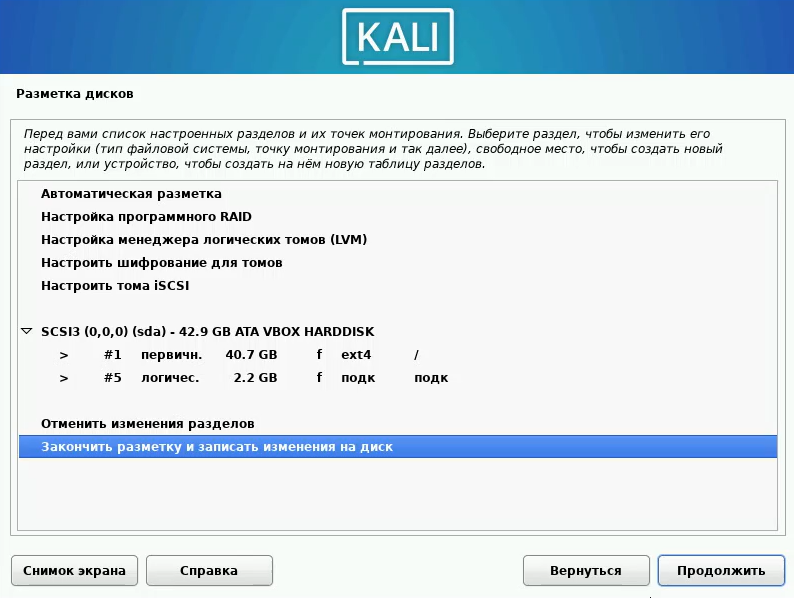 KALI
Разметка дисков
Перед вами список настроенных разделов и их точек монтирования. Выберите раздел, чтобы изменить его
настройки (тип файловой системы, точку монтирования и так далее), свободное место, чтобы создать новый
раздел, или устройство, чтобы создать на нём новую таблицу разделов.
Автоматическая разметка
Настройка программного RAID
Настройка менеджера логических томов (LVM)
Настроить шифрование для томов
Настроить тома iSCSI
SCSI3 (0,0,0) (sda) - 42.9 GB ATA VBOX HARDDISK
> #1 первичн. 40.7 GB f ext4 /
> #5 логичес. 2.2 GB f подк подк
Отменить изменения разделов
Закончить разметку и записать изменения на диск
Снимок экрана Справка Вернуться Продолжить